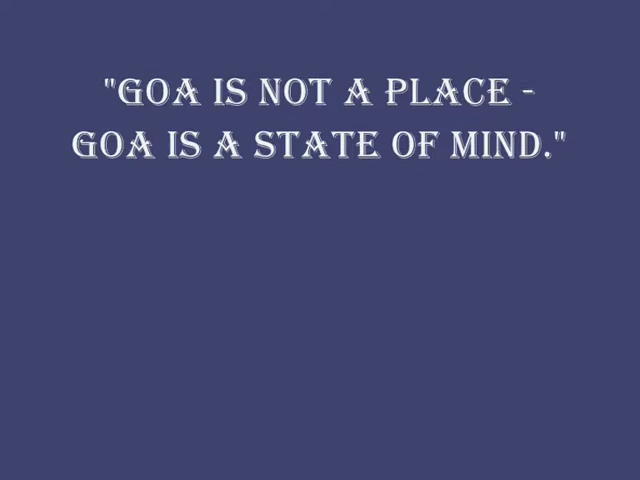 "GOA IS NOT A PLACE -
GOA IS A STATE OF MIND."